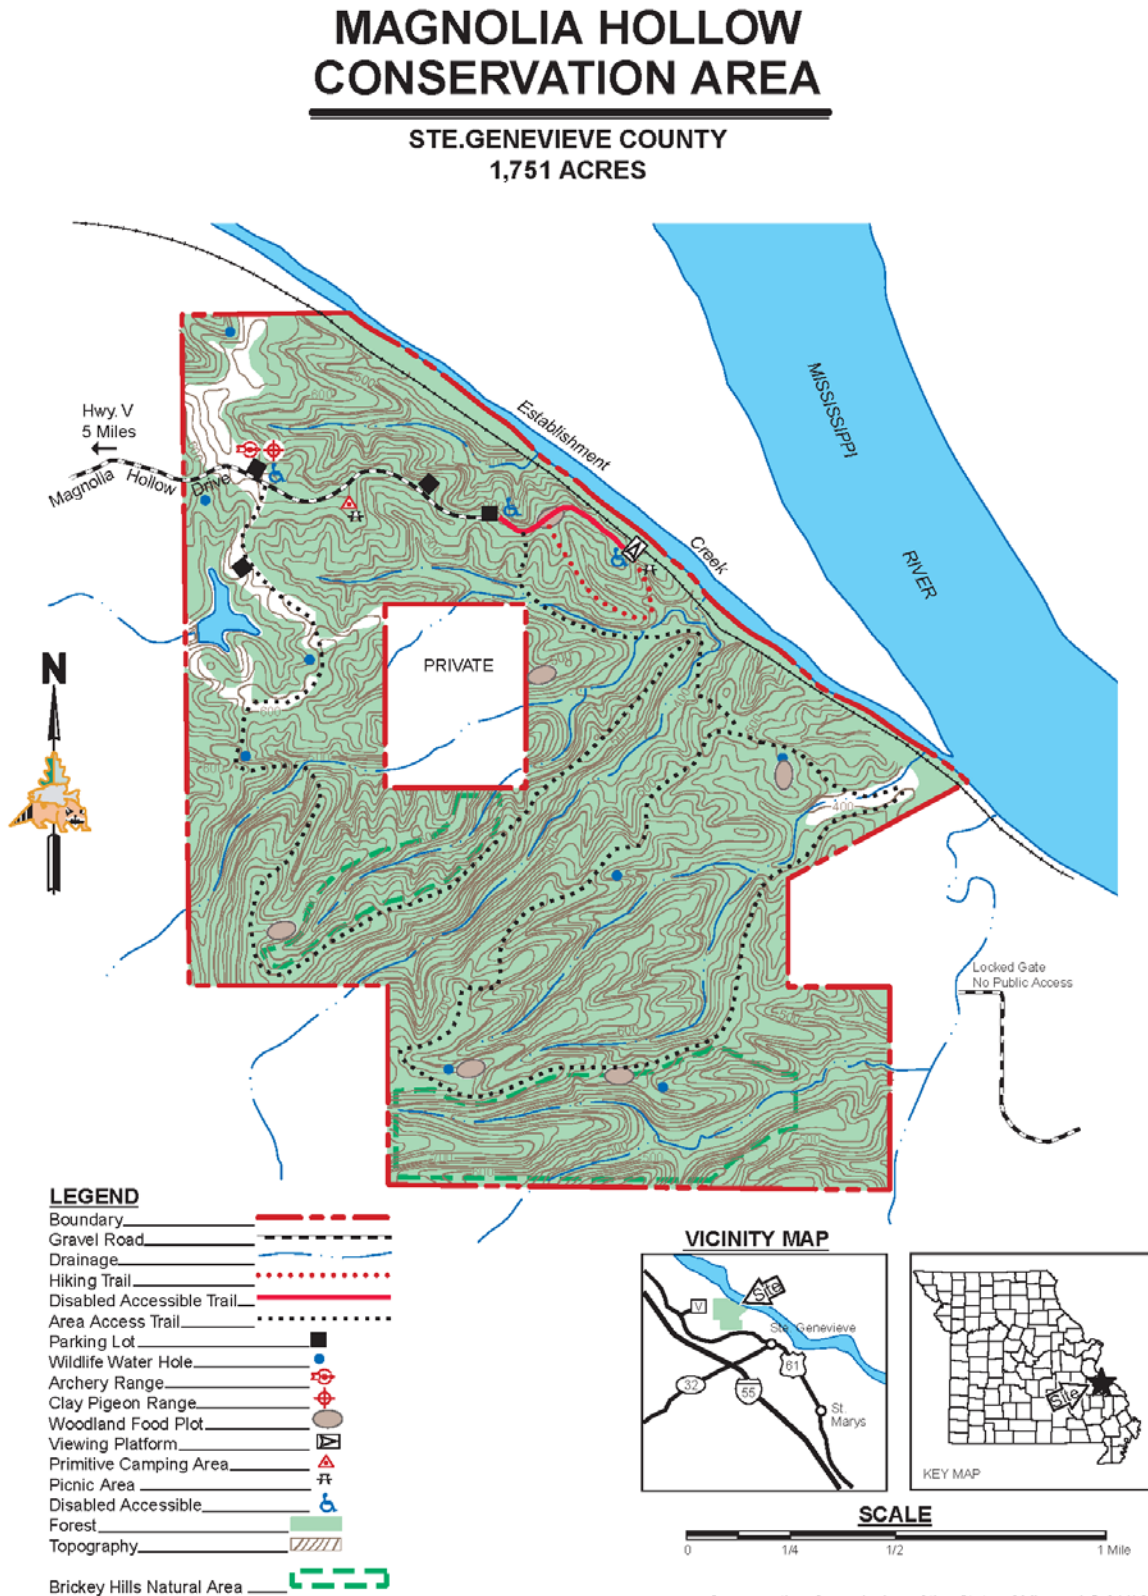 MAGNOLIA HOLLOW
CONSERVATION AREA
STE.GENEVIEVE COUNTY
1,751 ACRES
MISSISSIPPI
RIVER
Establishment
Creek
Hwy. V
5 Miles
Magnolia Hollow Drive
PRIVATE
N
600
400
600
Locked Gate
No Public Access
LEGEND
Boundary
Gravel Road
Drainage
Hiking Trail
Disabled Accessible Trail
Area Access Trail
Parking Lot
Wildlife Water Hole
Archery Range
Clay Pigeon Range
Woodland Food Plot
Viewing Platform
Primitive Camping Area
Picnic Area
Disabled Accessible
Forest
Topography
Brickey Hills Natural Area
VICINITY MAP
V
Site
Ste. Genevieve
61
32
55
St.
Marys
Site
KEY MAP
SCALE
0 1/4 1/2 1 Mile